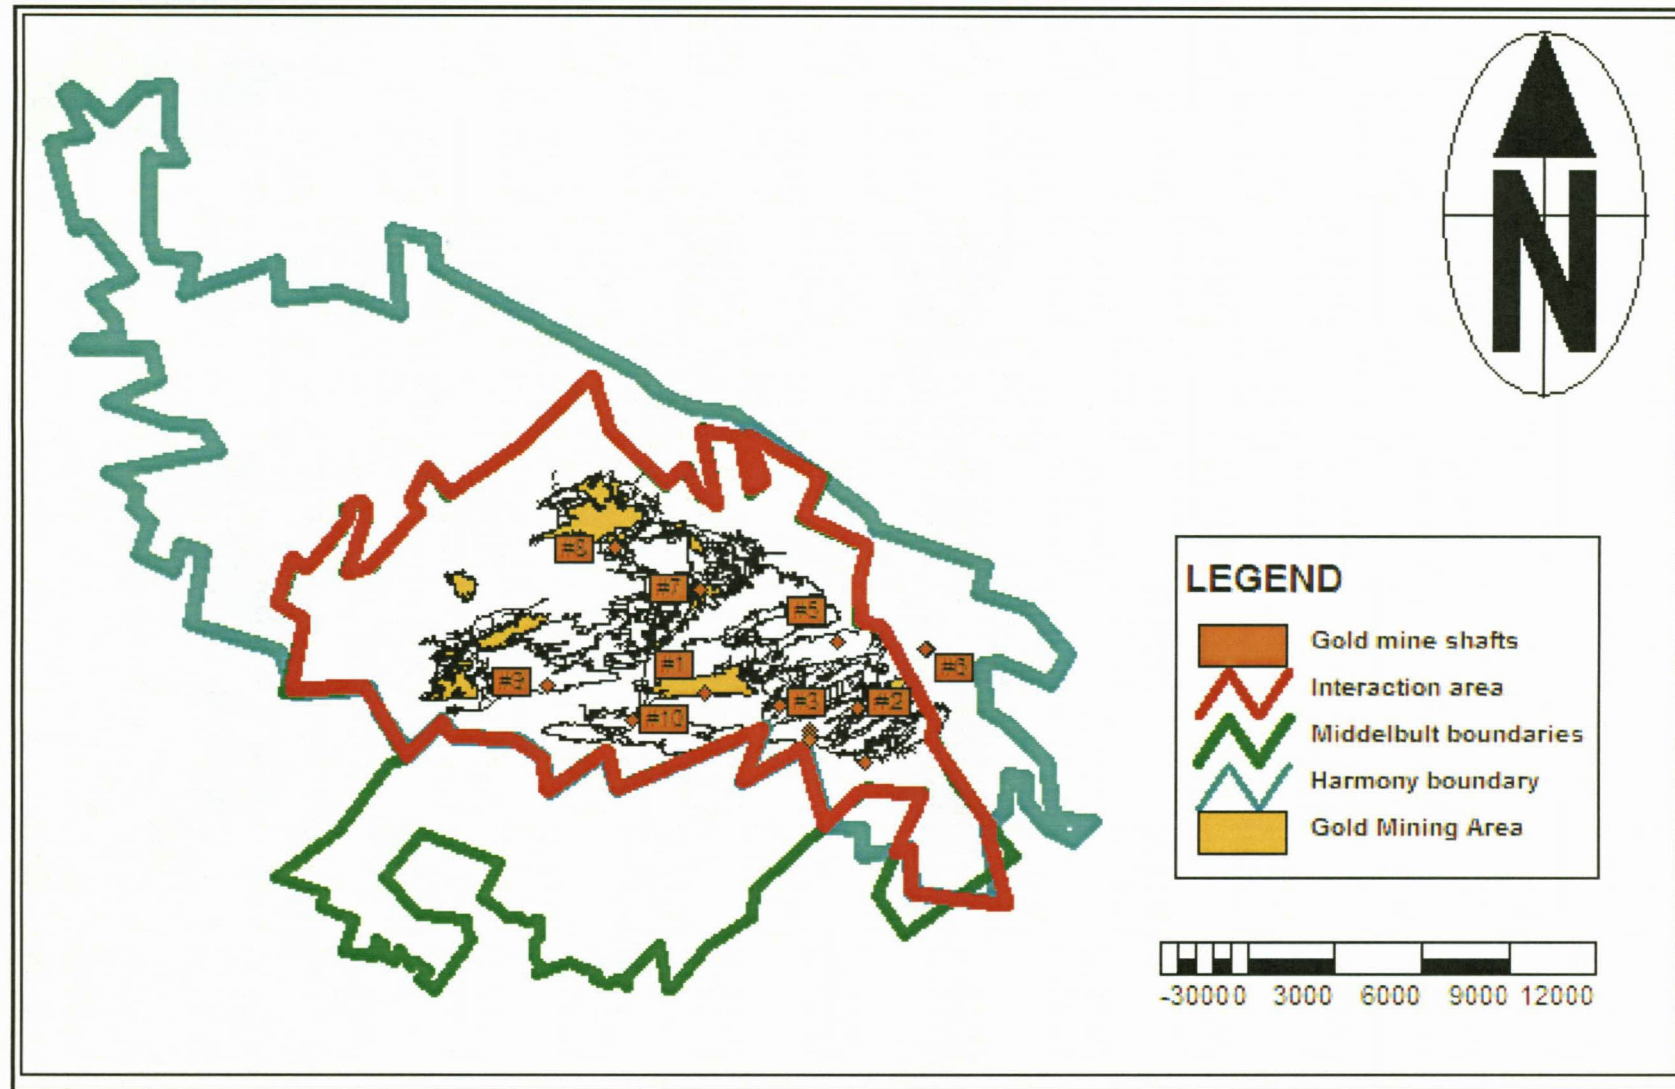 N
#8
#7
#5
#1
#6
#9
#3
#2
#10
LEGEND
Gold mine shafts
Interaction area
Middelbult boundaries
Harmony boundary
Gold Mining Area
-30000 3000 6000 9000 12000